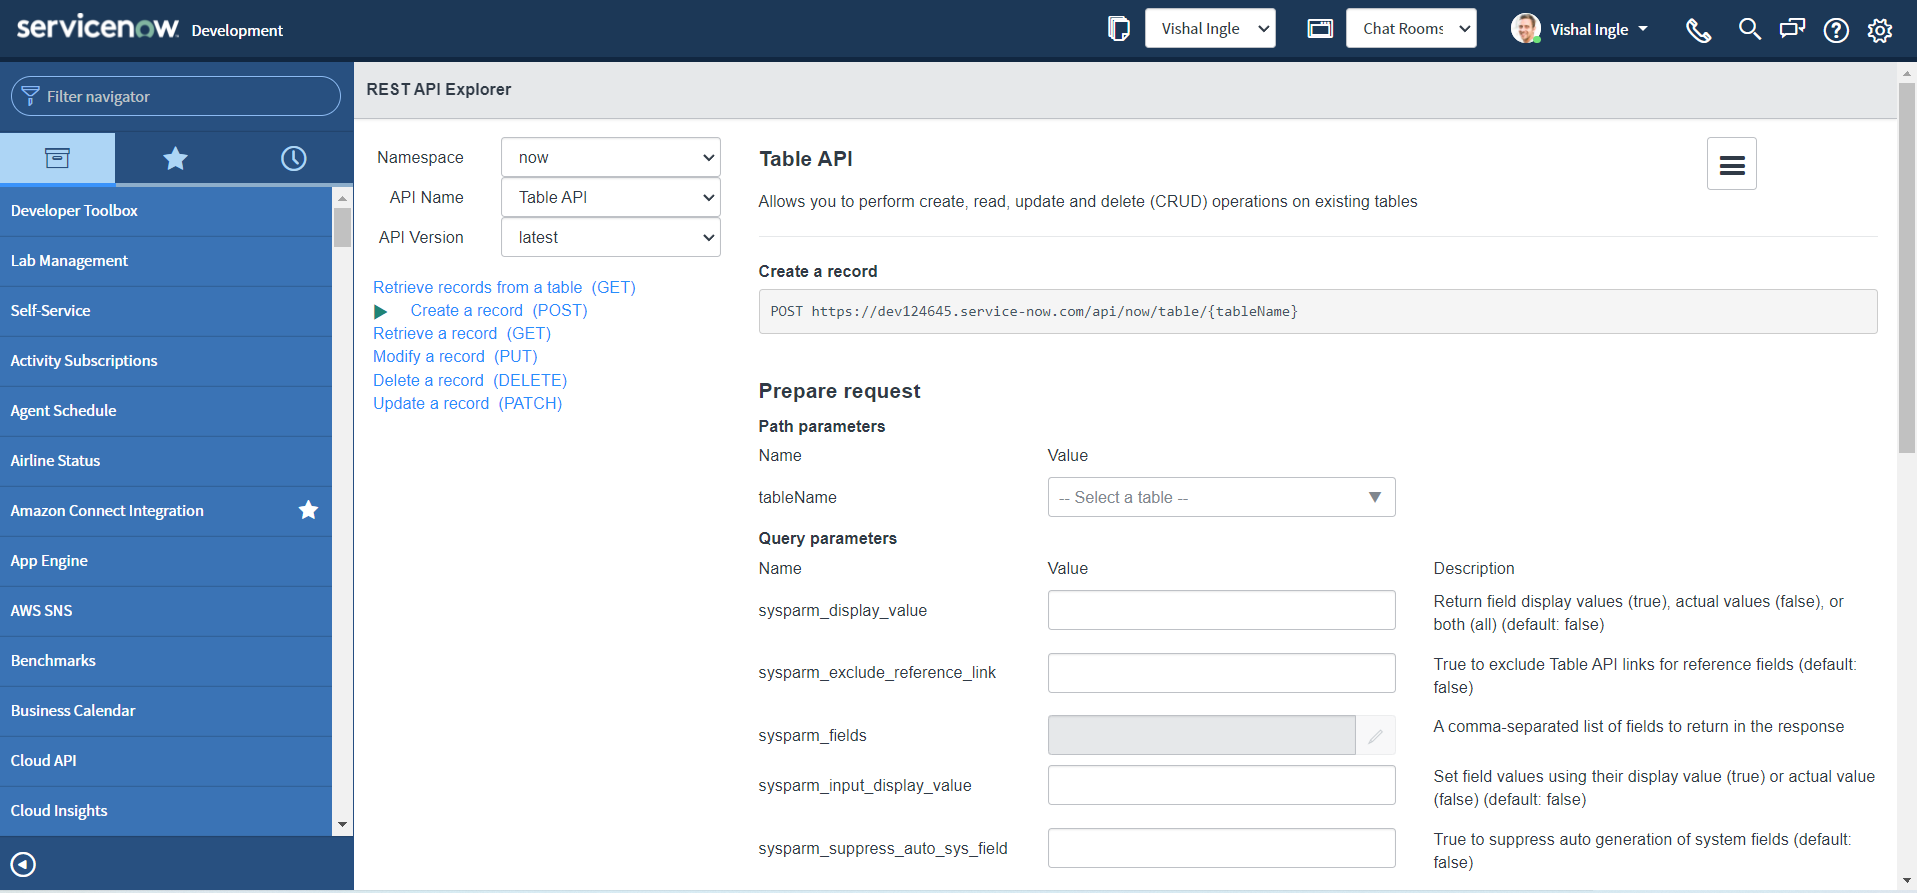 servicenow Development
Vishal Ingle
Chat Rooms
Vishal Ingle
Filter navigator
Developer Toolbox
Lab Management
Self-Service
Activity Subscriptions
Agent Schedule
Airline Status
Amazon Connect Integration
App Engine
AWS SNS
Benchmarks
Business Calendar
Cloud API
Cloud Insights
REST API Explorer
Namespace now
API Name Table API
API Version latest
Retrieve records from a table (GET)
Create a record (POST)
Retrieve a record (GET)
Modify a record (PUT)
Delete a record (DELETE)
Update a record (PATCH)
Table API
Allows you to perform create, read, update and delete (CRUD) operations on existing tables
Create a record
POST https://dev124645.service-now.com/api/now/table/{tableName}
Prepare request
Path parameters
Name Value
tableName -- Select a table --
Query parameters
Name Value Description
sysparm_display_value Return field display values (true), actual values (false), or
both (all) (default: false)
sysparm_exclude_reference_link True to exclude Table API links for reference fields (default:
false)
sysparm_fields A comma-separated list of fields to return in the response
sysparm_input_display_value Set field values using their display value (true) or actual value
(false) (default: false)
sysparm_suppress_auto_sys_field True to suppress auto generation of system fields (default:
false)